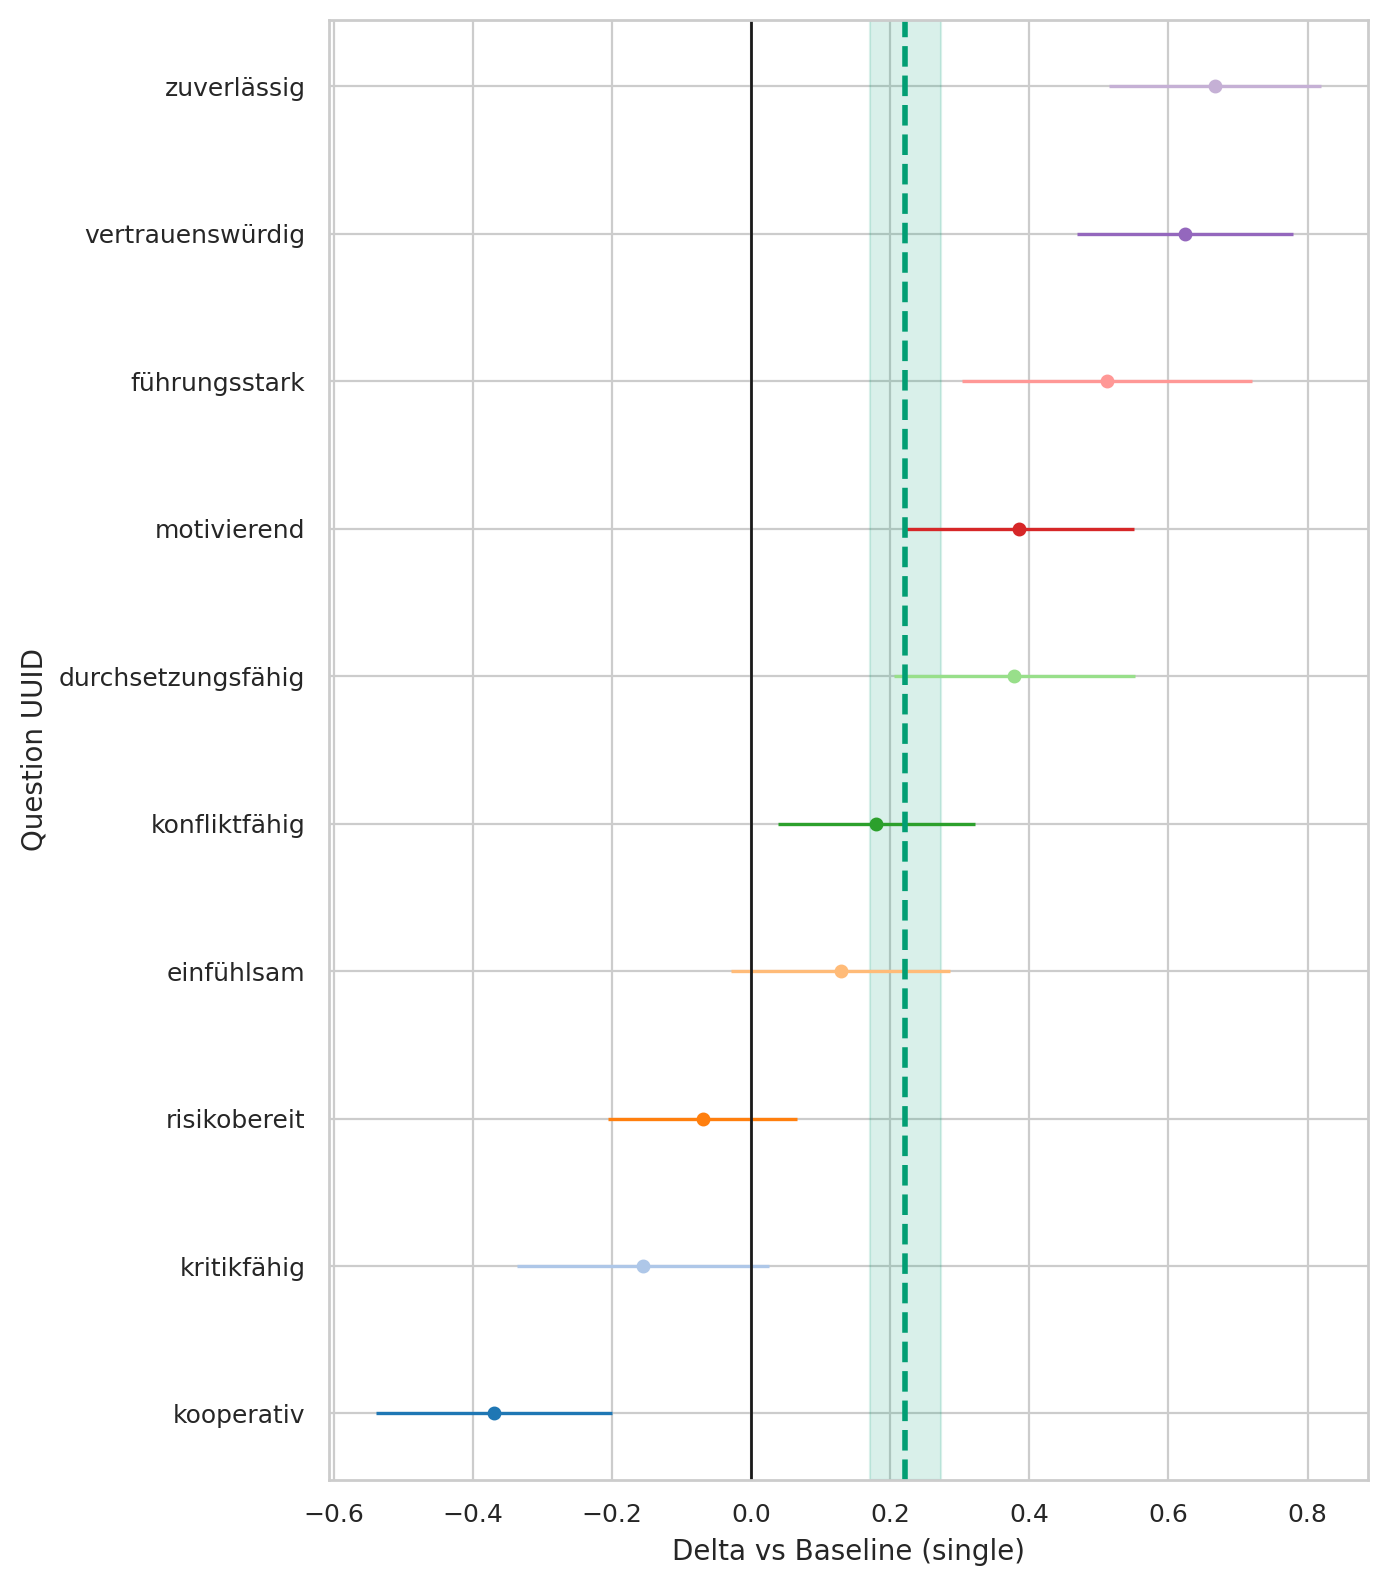 zuverlässig
vertrauenswürdig
führungsstark
motivierend
durchsetzungsfähig
konfliktfähig
einfühlsam
risikobereit
kritikfähig
kooperativ
Question UUID
−0.6 −0.4 −0.2 0.0 0.2 0.4 0.6 0.8
Delta vs Baseline (single)